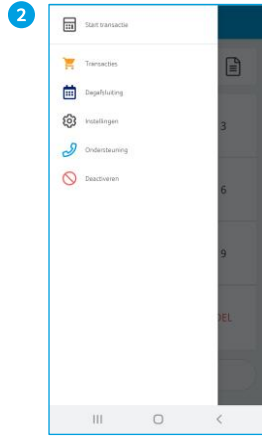 2
Start transactie
Transacties
Dagafsluiting
3
Instellingen
Ondersteuning
6
Deactiveren
9
DEL